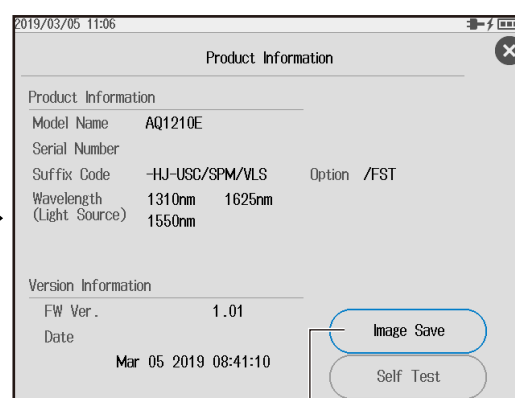 2019/03/05 11:06
Product Information
Product Information
Model Name AQ1210E
Serial Number
Suffix Code -HJ-USC/SPM/VLS Option /FST
Wavelength 1310nm 1625nm
(Light Source) 1550nm
Version Information
FW Ver. 1.01
Date
Mar 05 2019 08:41:10
Image Save
Self Test